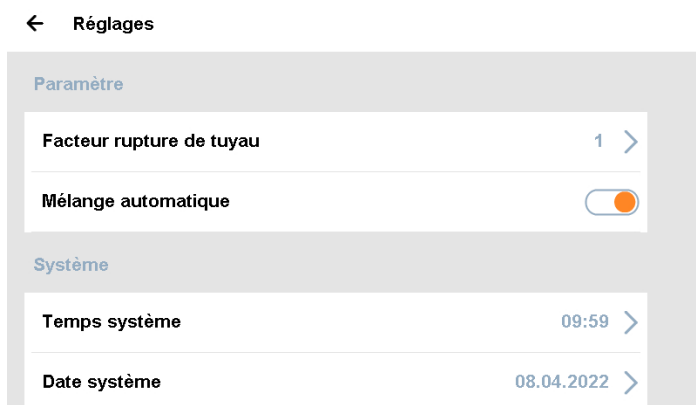 Réglages
Paramètre
Facteur rupture de tuyau 1
Mélange automatique
Système
Temps système 09:59
Date système 08.04.2022